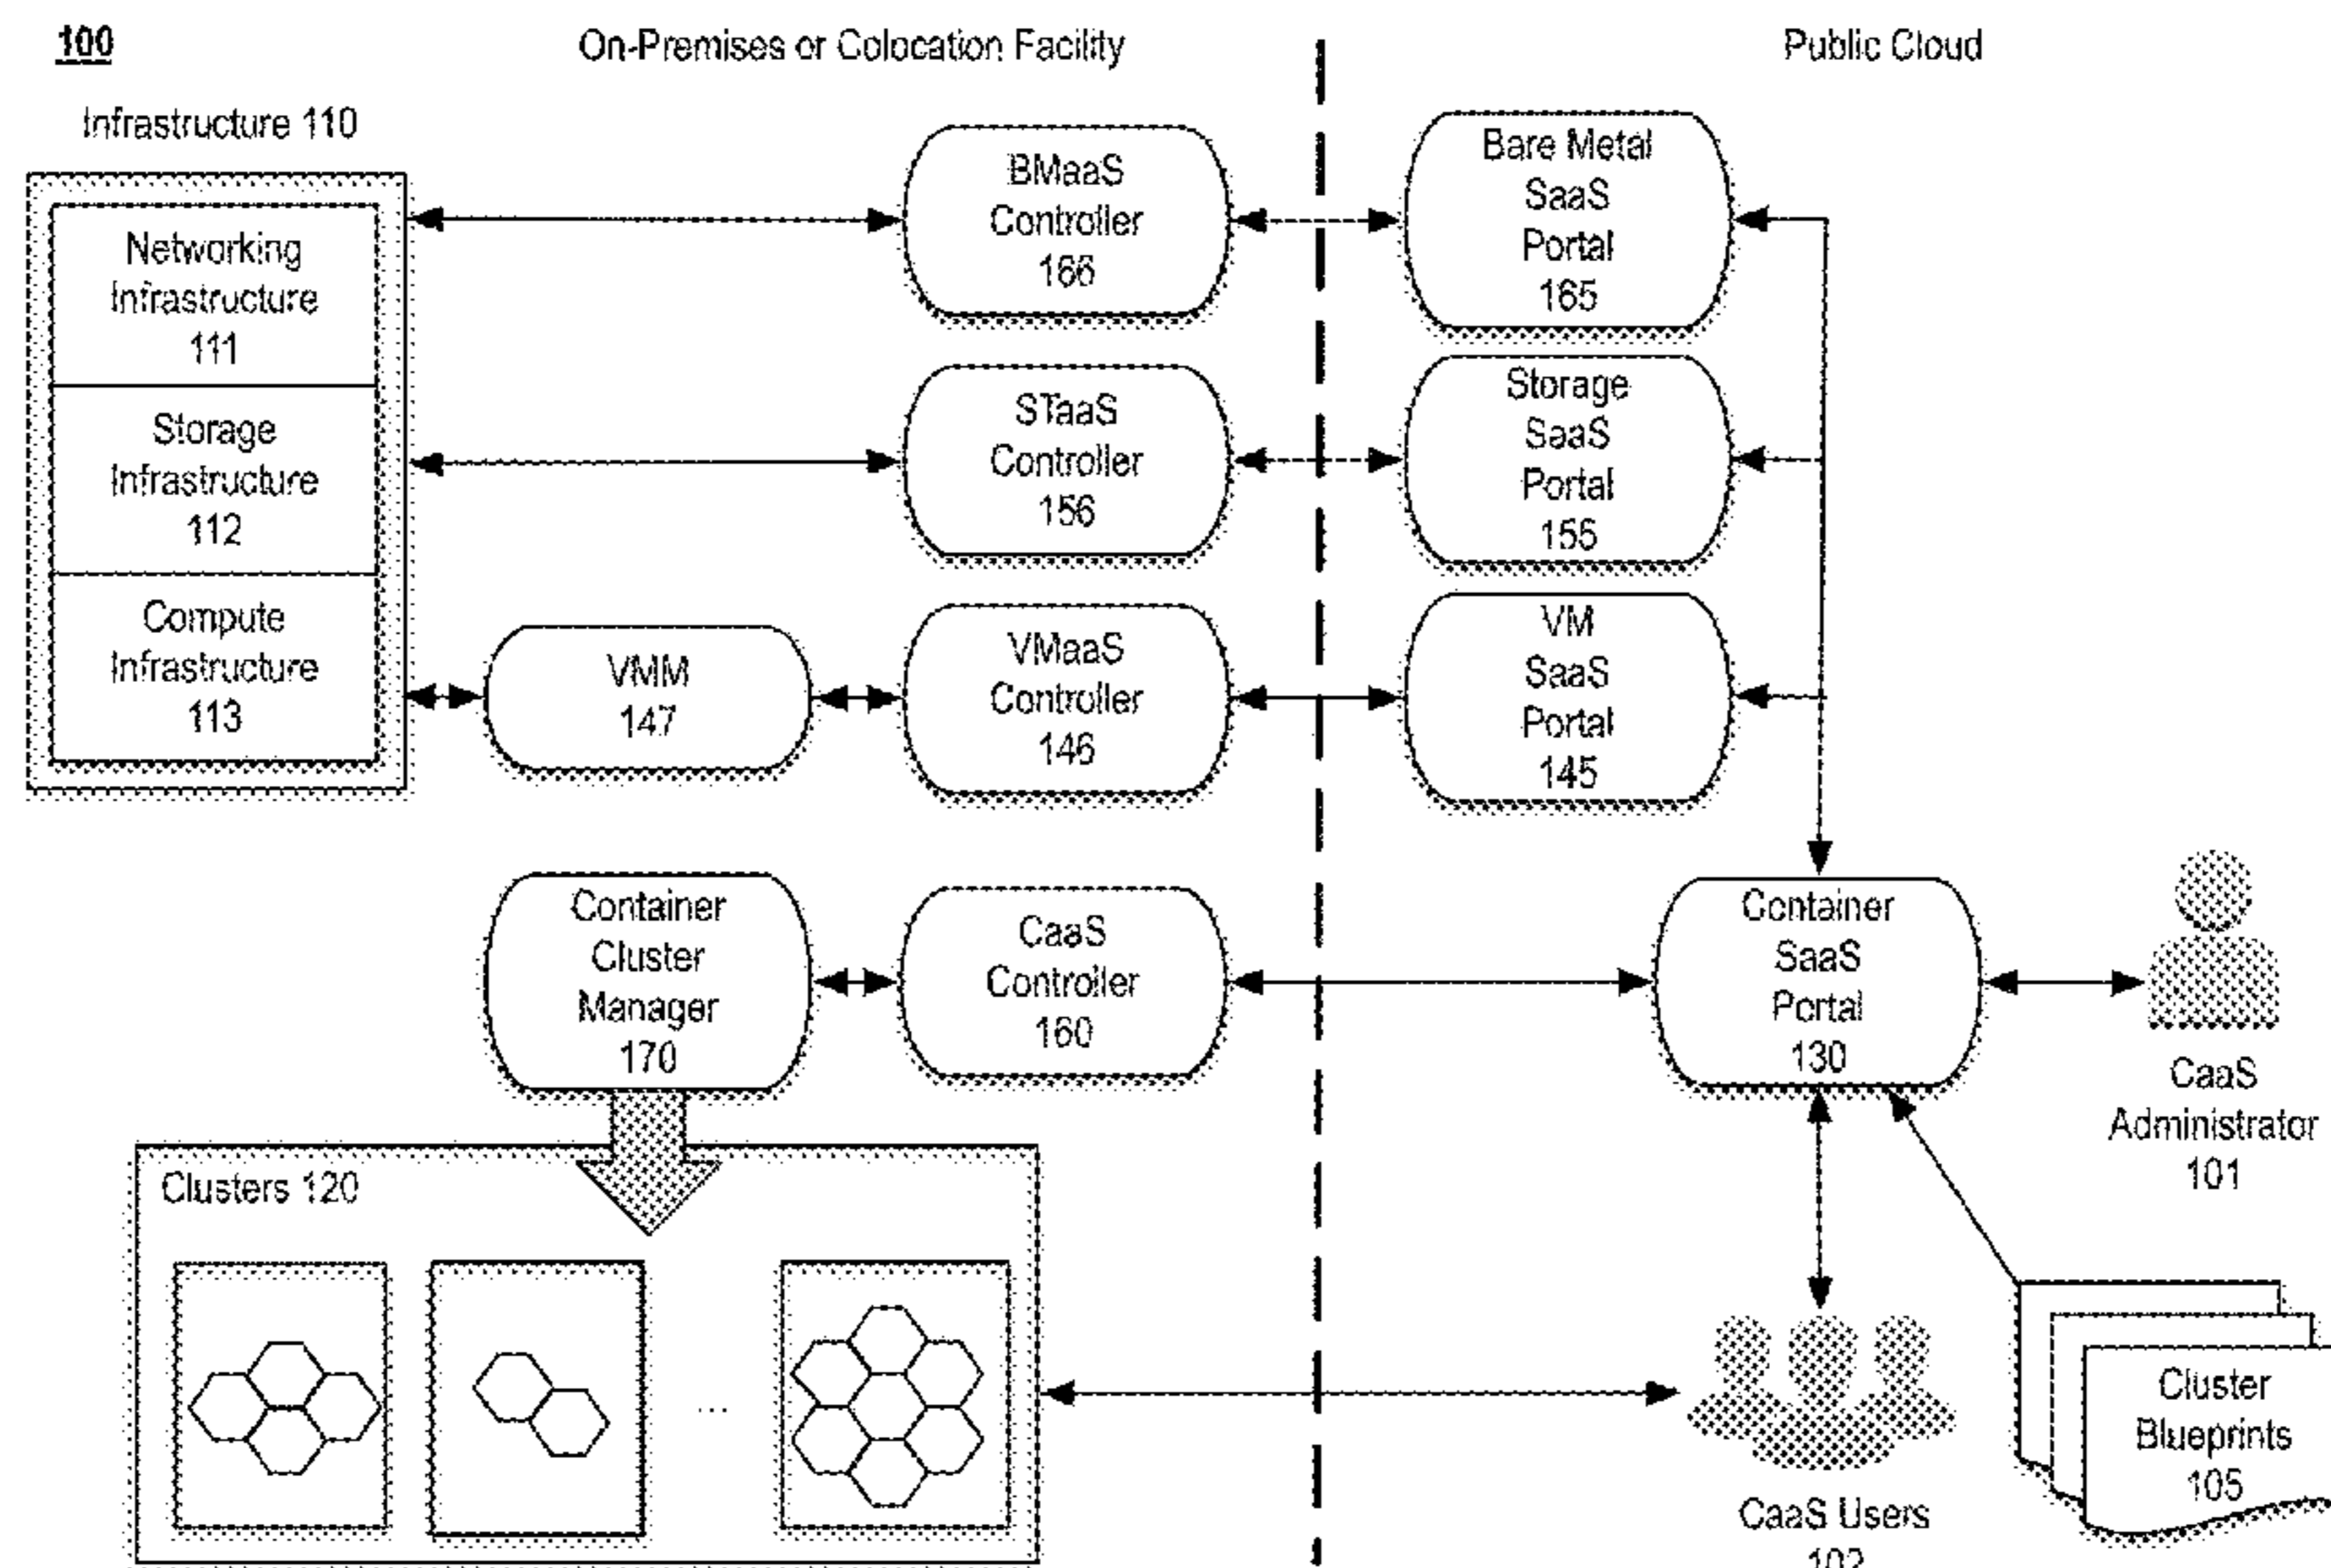 100
On-Premises or Colocation Facility
Public Cloud
Infrastructure 110
Networking
Infrastructure
111
Storage
Infrastructure
112
Compute
Infrastructure
113
BMaaS
Controller
166
Bare Metal
SaaS
Portal
165
STaaS
Controller
156
Storage
SaaS
Portal
155
VMM
147
VMaaS
Controller
146
VM
SaaS
Portal
145
Container
Cluster
Manager
170
CaaS
Controller
160
Container
SaaS
Portal
130
CaaS
Administrator
101
Clusters 120
...
CaaS Users
102
Cluster
Blueprints
105